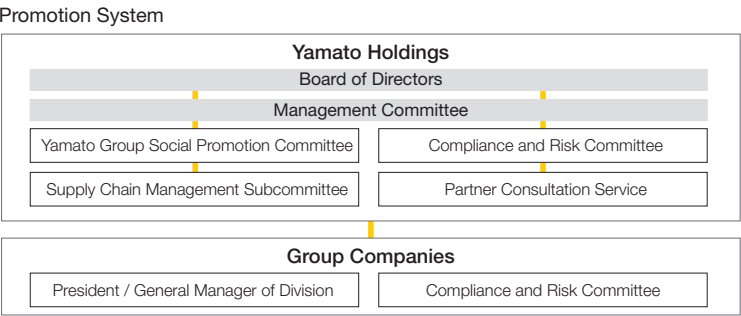 Promotion System
Yamato Holdings
Board of Directors
Management Committee
Yamato Group Social Promotion Committee
Compliance and Risk Committee
Supply Chain Management Subcommittee
Partner Consultation Service
Group Companies
President / General Manager of Division
Compliance and Risk Committee